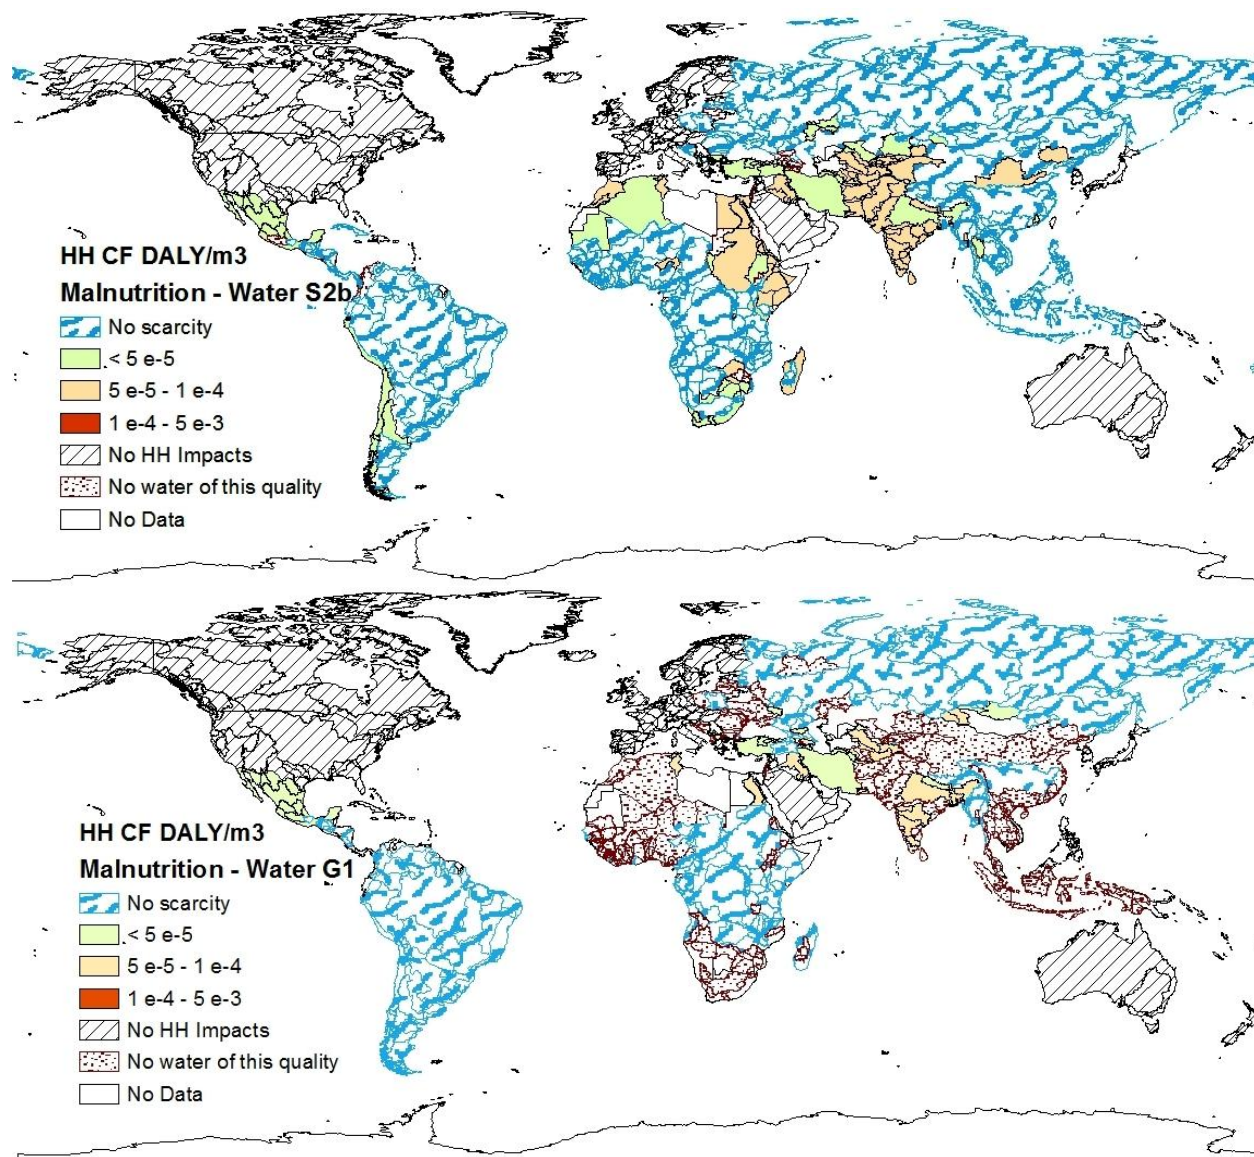 HH CF DALY/m3
Malnutrition - Water S2b
No scarcity
< 5 e-5
5 e-5 - 1 e-4
1 e-4 - 5 e-3
No HH Impacts
No water of this quality
No Data
HH CF DALY/m3
Malnutrition - Water G1
No scarcity
< 5 e-5
5 e-5 - 1 e-4
1 e-4 - 5 e-3
No HH Impacts
No water of this quality
No Data